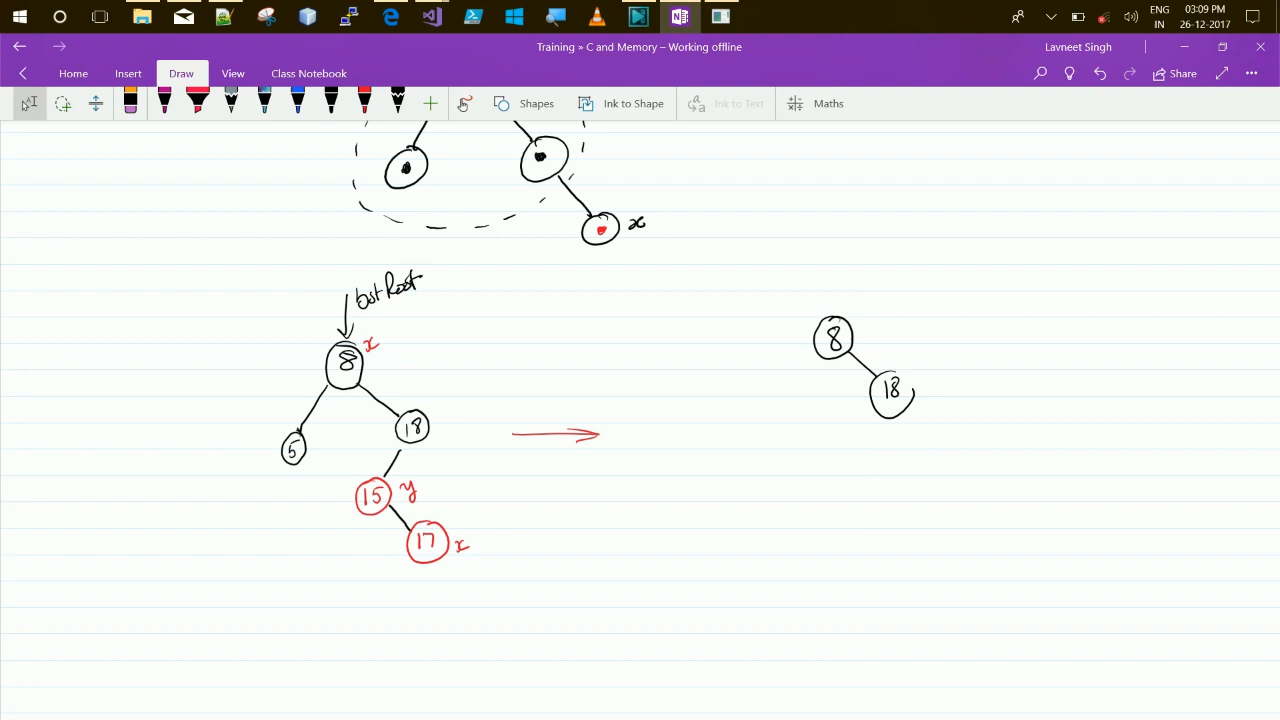 ENG
03:09 PM
IN
26-12-2017
Training » C and Memory – Working offline
Lavneet Singh
Home
Insert
Draw
View
Class Notebook
Share
Shapes
Ink to Shape
Ink to Text
Maths
x
bstRoot
8
x
5
18
15
y
17
x
8
18